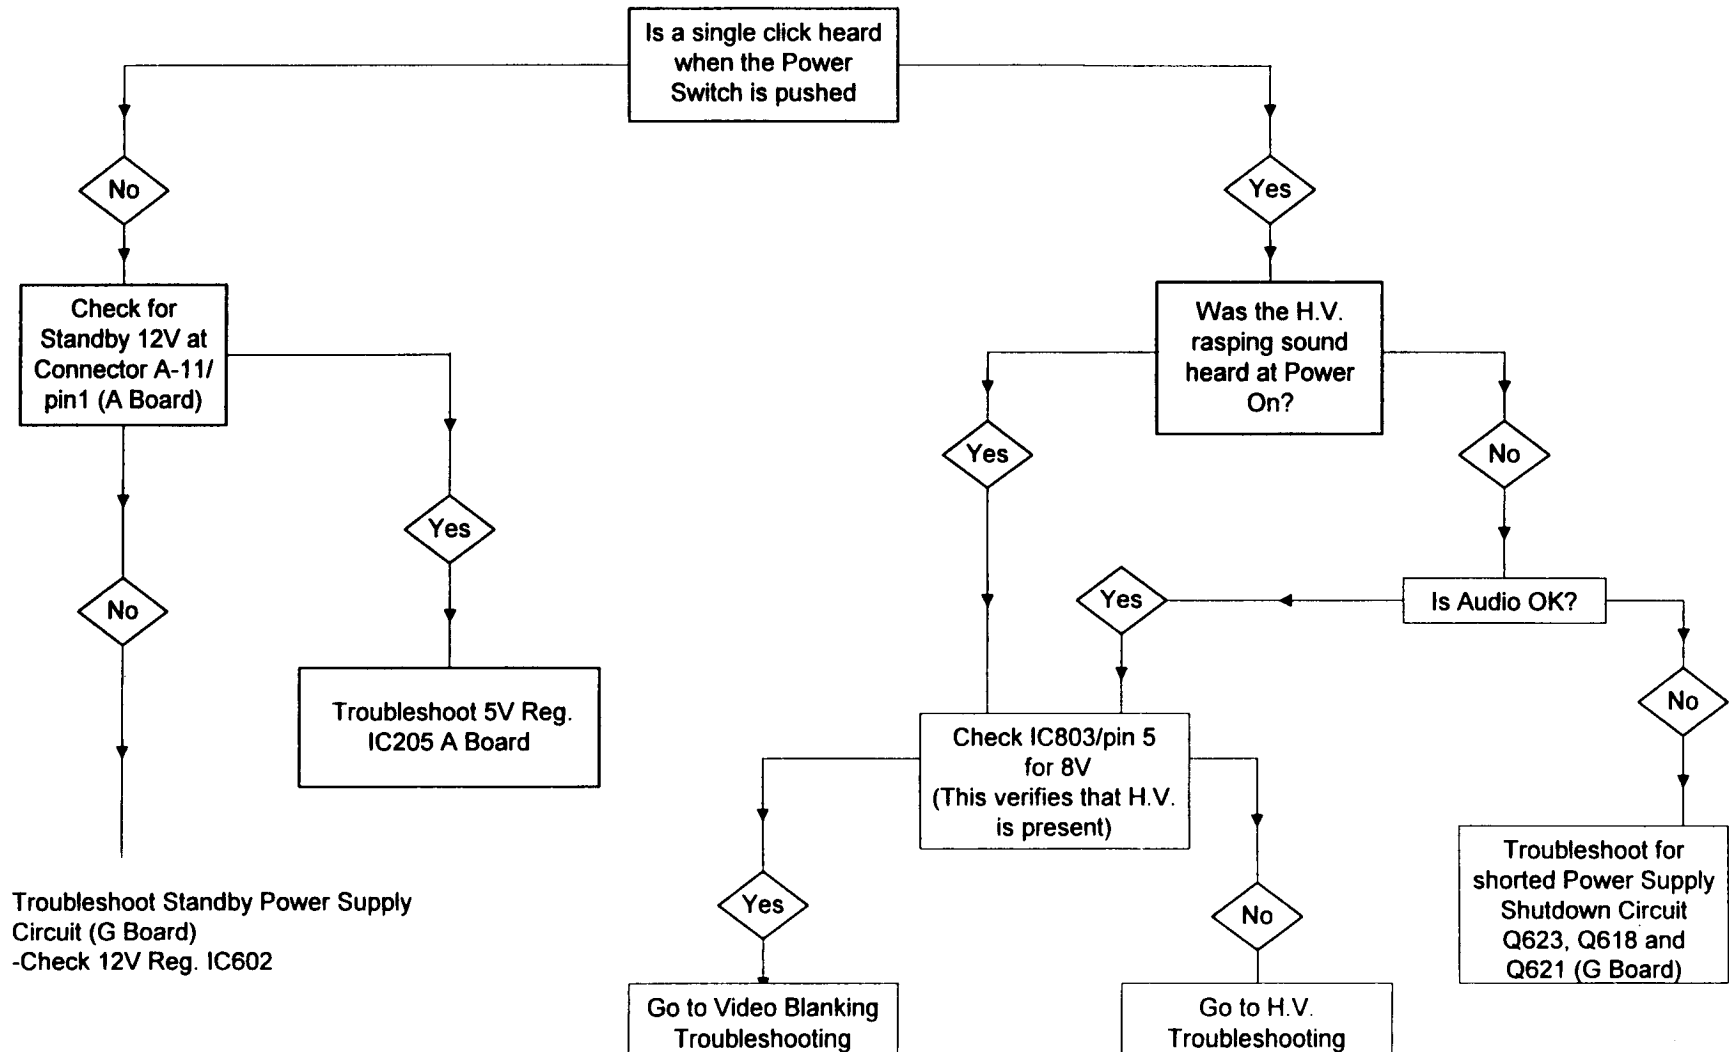 Is a single click heard
when the Power
Switch is pushed
No
Yes
Check for
Standby 12V at
Connector A-11/
pin1 (A Board)
Was the H.V.
rasping sound
heard at Power
On?
Yes
No
Yes
No
Yes
Is Audio OK?
No
Troubleshoot 5V Reg.
IC205 A Board
Check IC803/pin 5
for 8V
(This verifies that H.V.
is present)
Troubleshoot for
shorted Power Supply
Shutdown Circuit
Q623, Q618 and
Q621 (G Board)
Troubleshoot Standby Power Supply
Circuit (G Board)
-Check 12V Reg. IC602
Yes
No
Go to Video Blanking
Troubleshooting
Go to H.V.
Troubleshooting